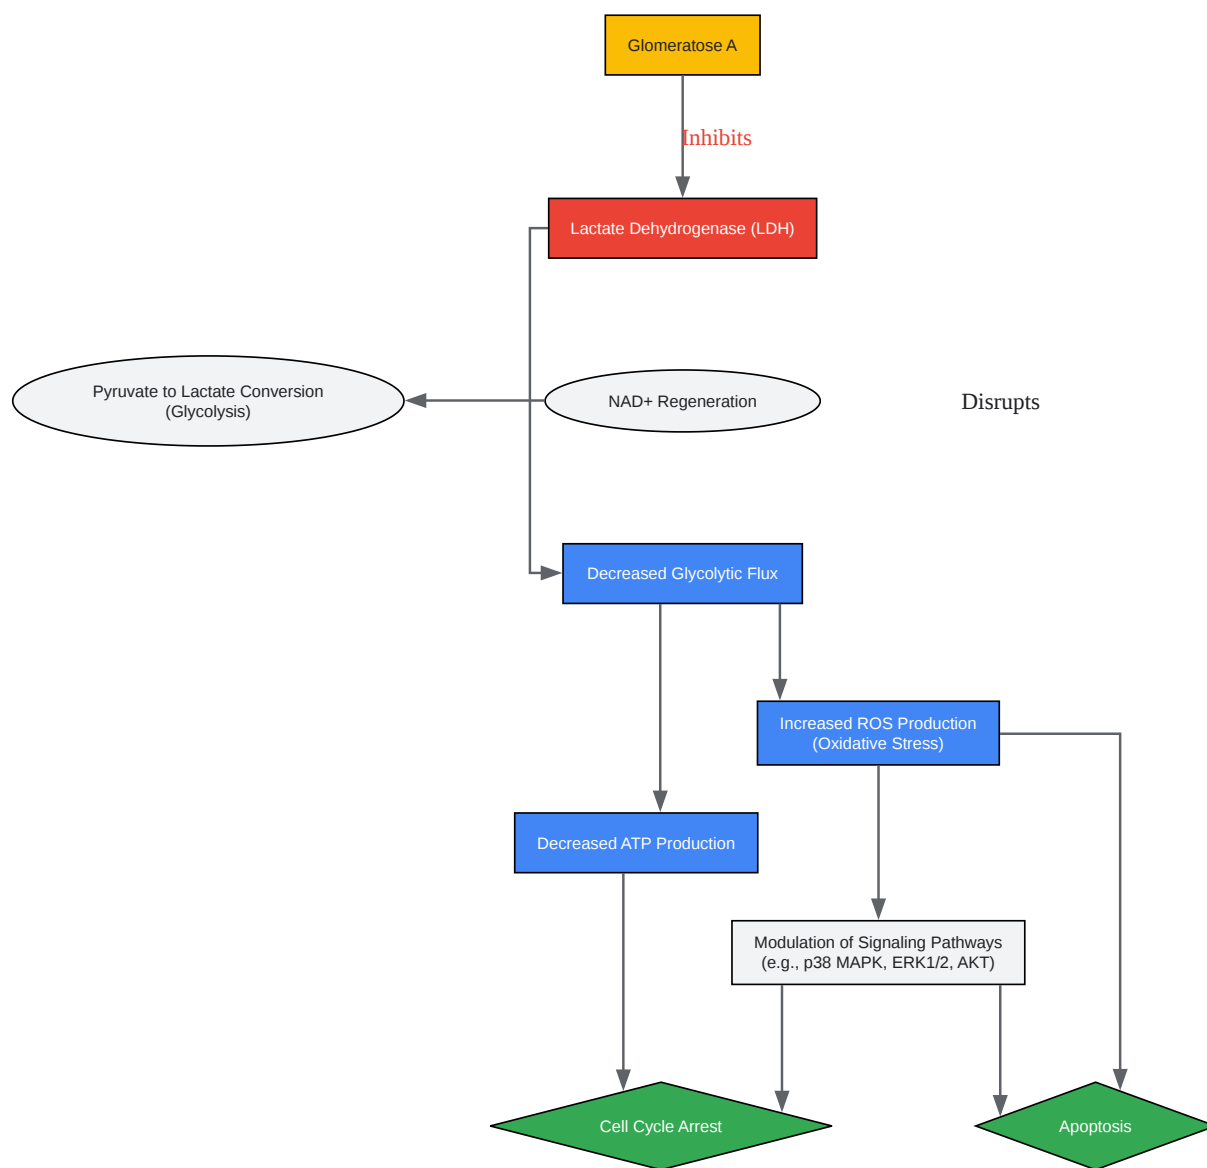 Glomeratose A
Inhibits
Lactate Dehydrogenase (LDH)
Pyruvate to Lactate Conversion
(Glycolysis)
NAD+ Regeneration
Disrupts
Decreased Glycolytic Flux
Increased ROS Production
(Oxidative Stress)
Decreased ATP Production
Modulation of Signaling Pathways
(e.g., p38 MAPK, ERK1/2, AKT)
Cell Cycle Arrest
Apoptosis